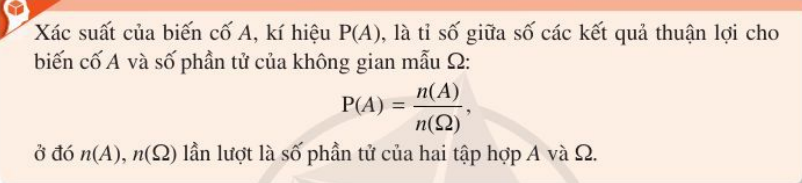 Xác suất của biến cố A, kí hiệu P(A), là tỉ số giữa số các kết quả thuận lợi cho
biến cố A và số phần tử của không gian mẫu Ω:
P(A) = n(A)/n(Ω),
ở đó n(A), n(Ω) lần lượt là số phần tử của hai tập hợp A và Ω.